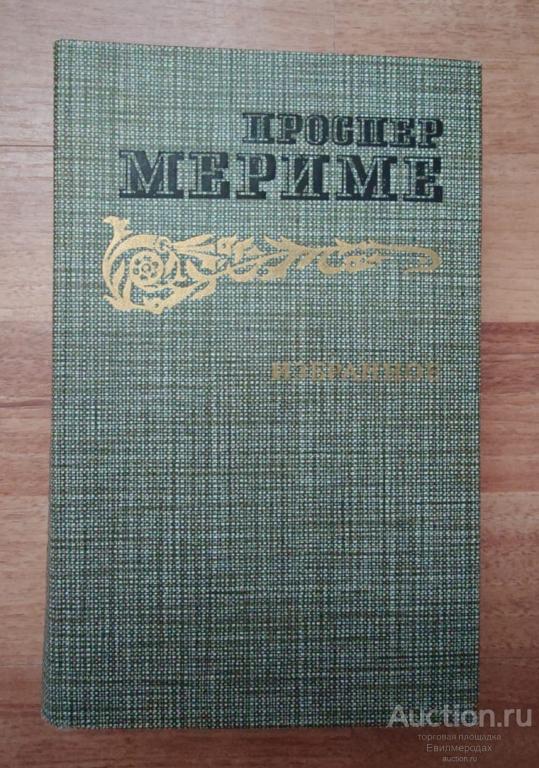 ПРОСПЕР
МЕРИМЕ
ИЗБРАННОЕ
Auction.ru
торговая площадка
Евилмеродах
auction.ru